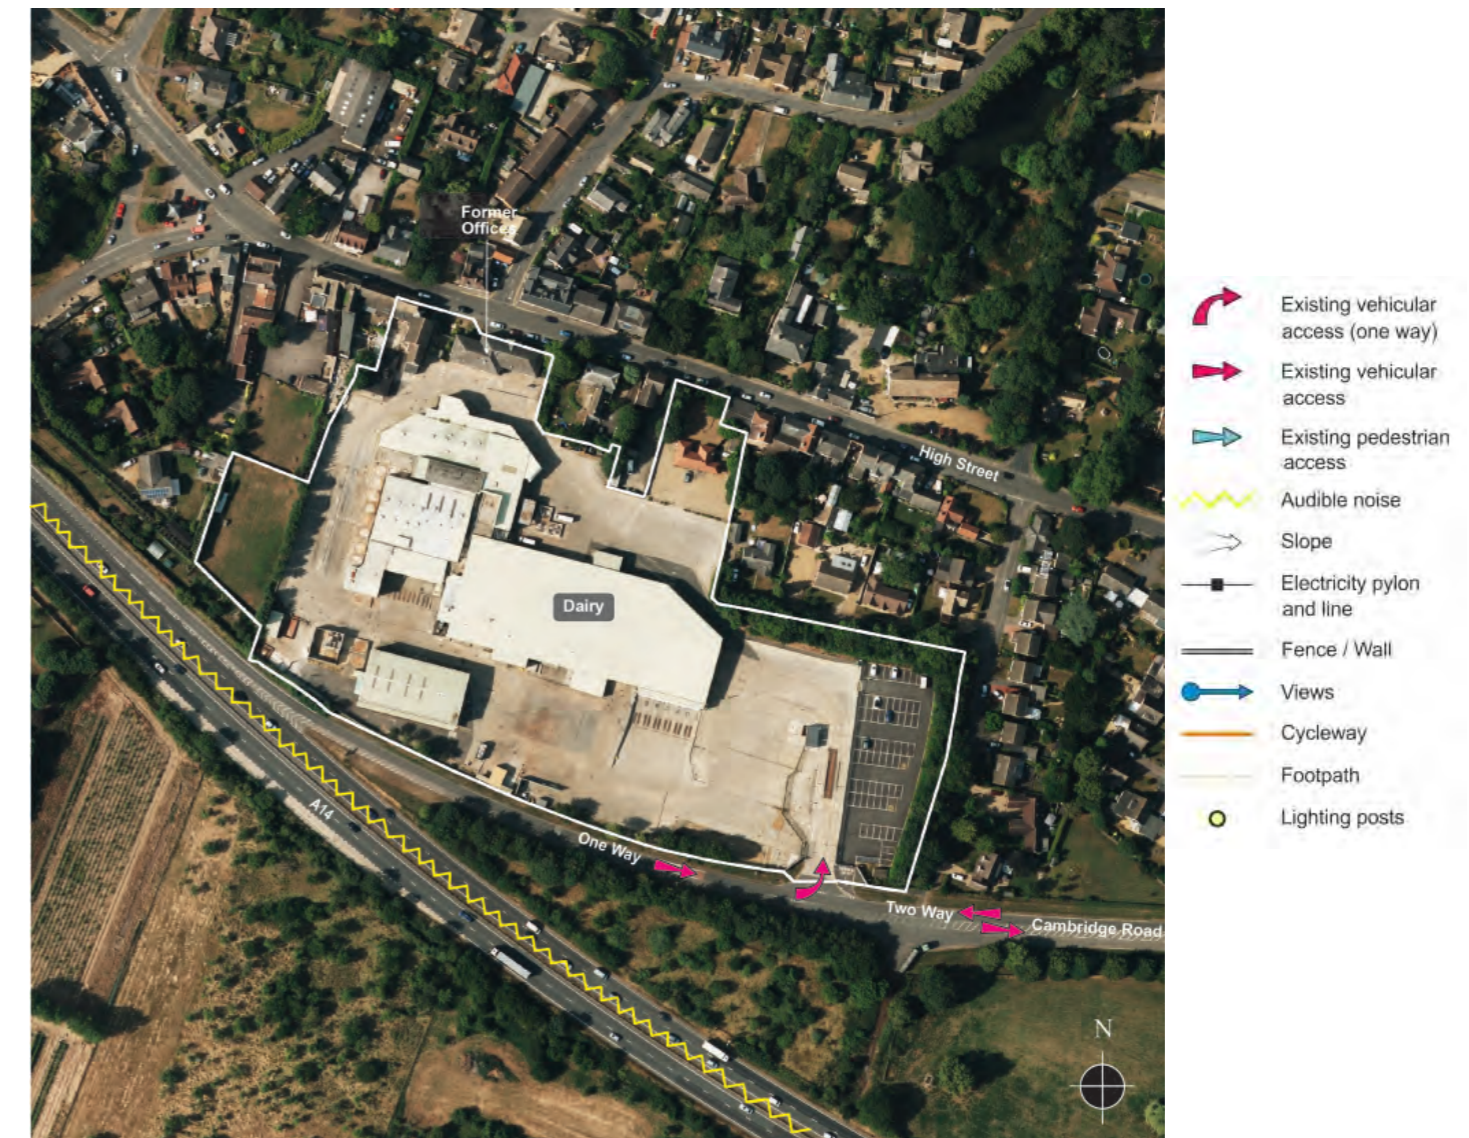 Former
Offices
High Street
Dairy
A14
One Way
Two Way
Cambridge Road
N
Existing vehicular
access (one way)
Existing vehicular
access
Existing pedestrian
access
Audible noise
Slope
Electricity pylon
and line
Fence / Wall
Views
Cycleway
Footpath
Lighting posts